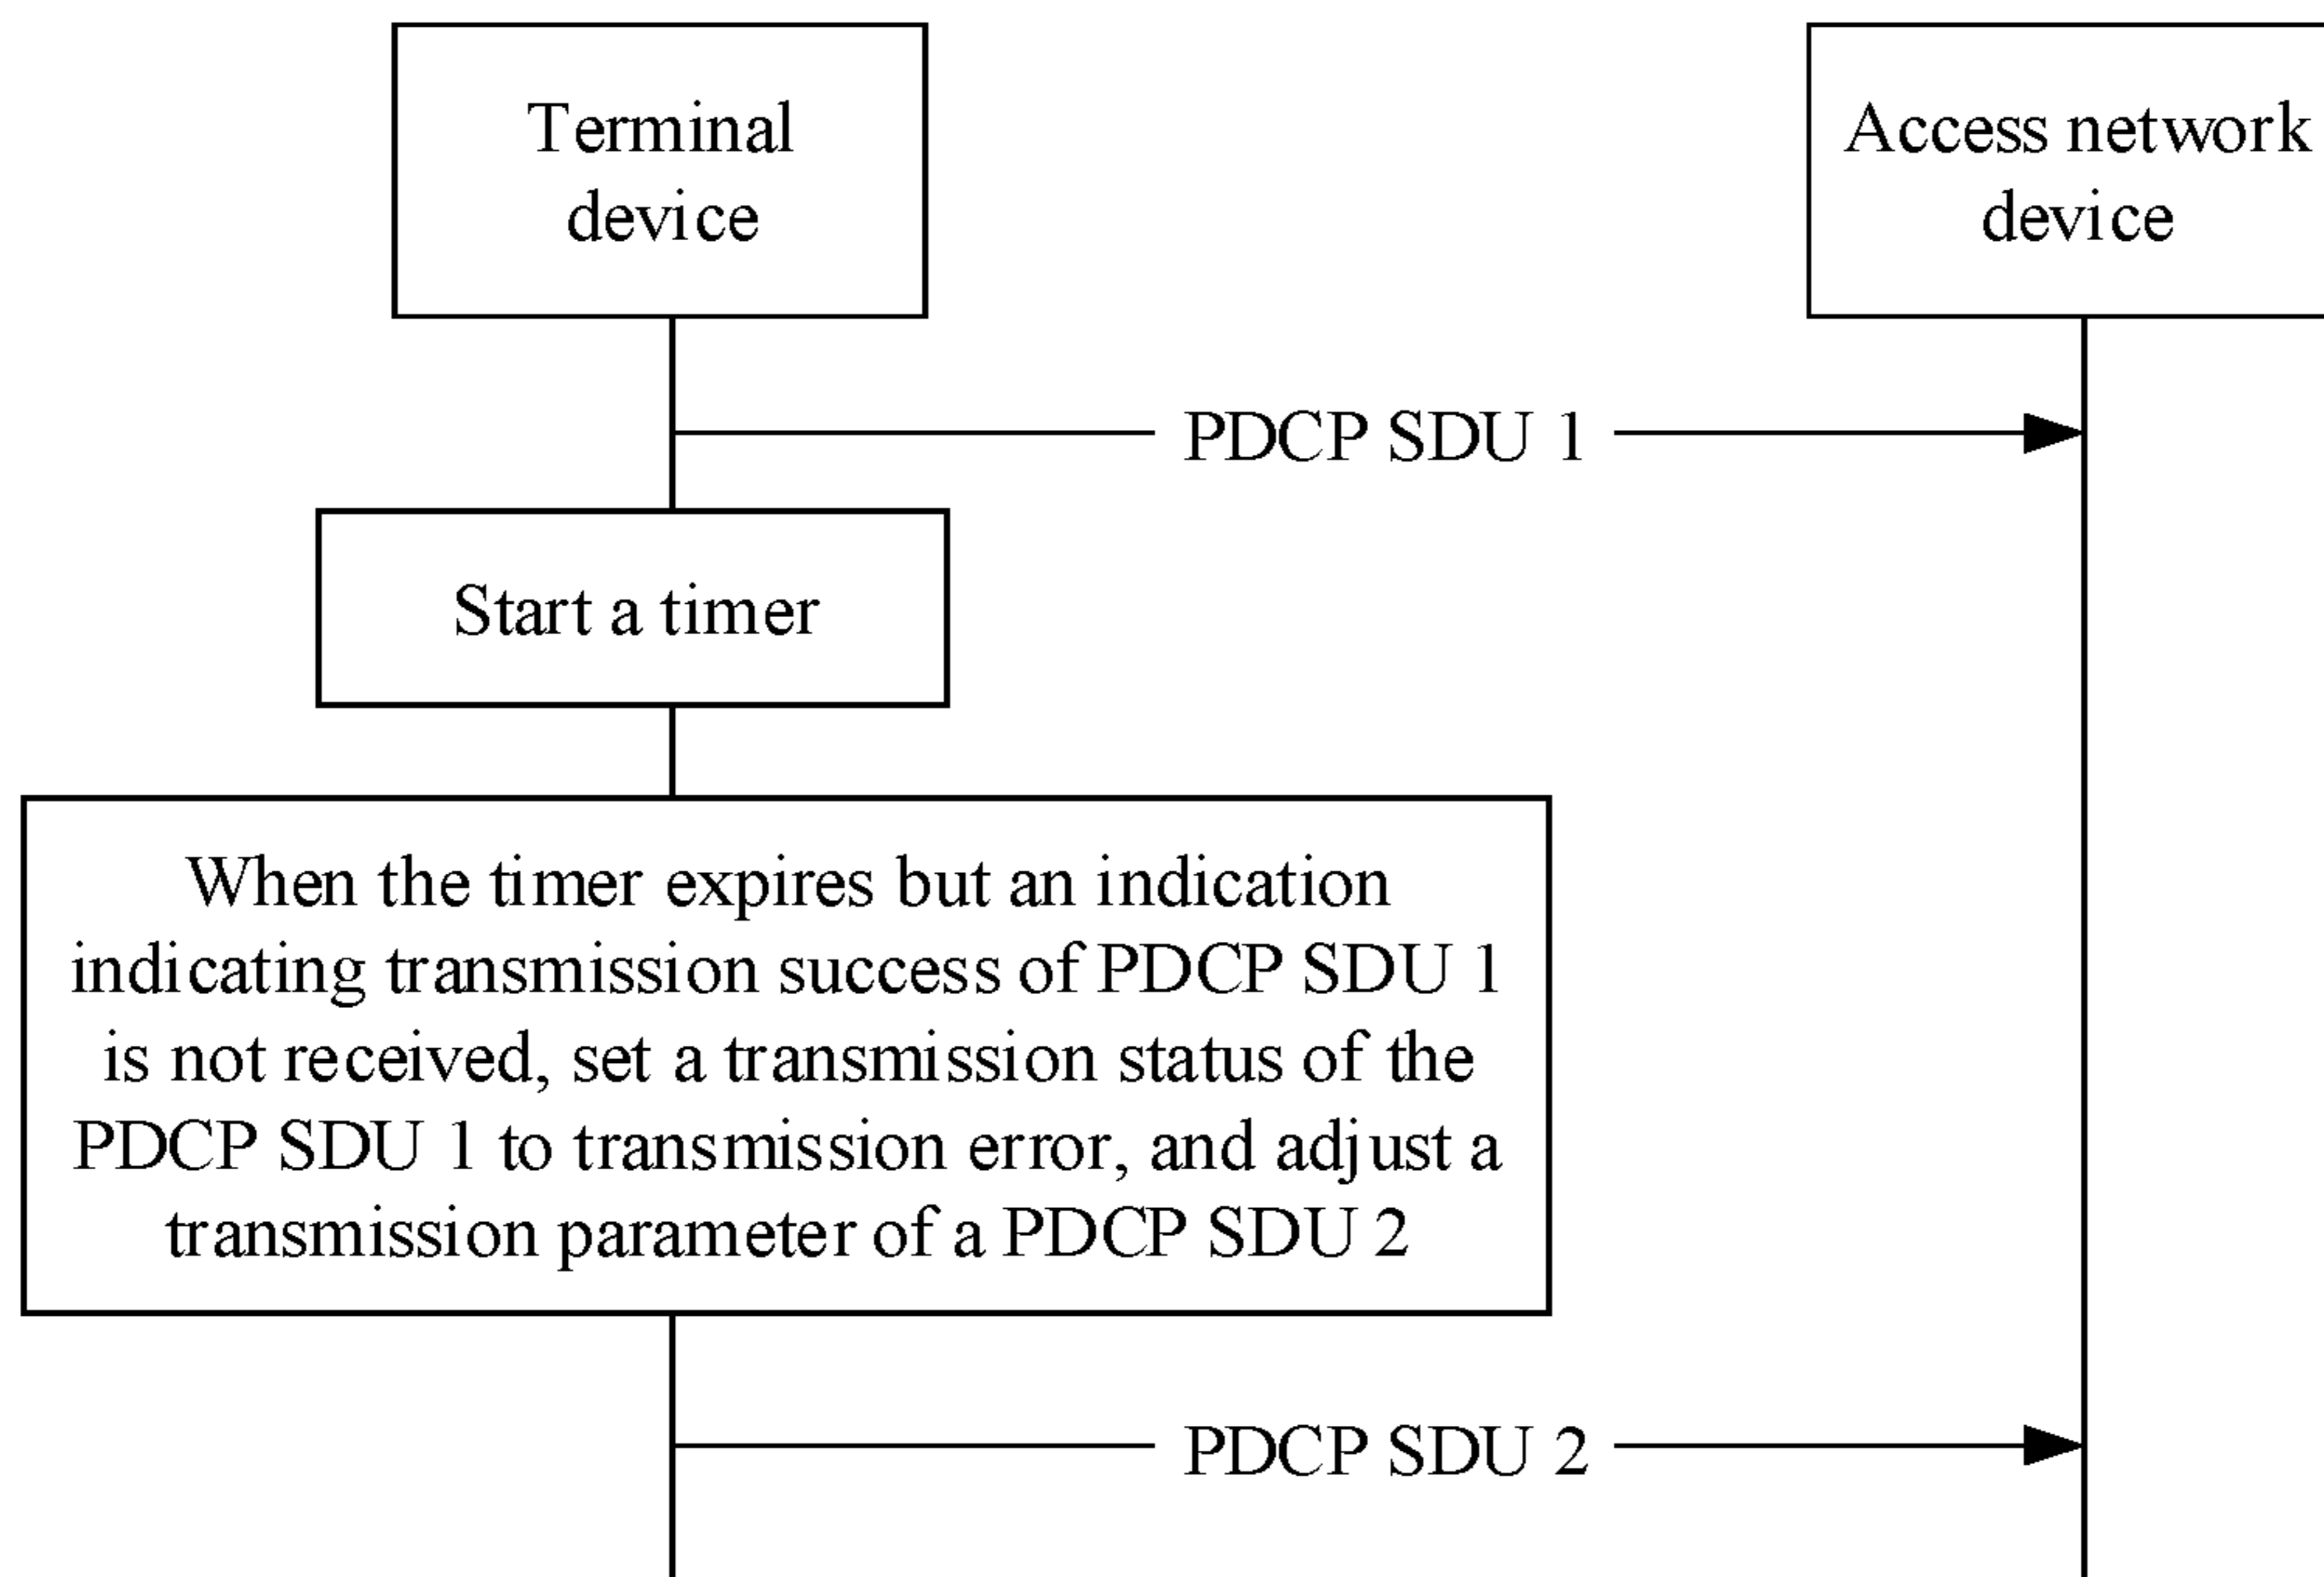 Terminal
device
Access network
device
PDCP SDU 1
Start a timer
When the timer expires but an indication
indicating transmission success of PDCP SDU 1
is not received, set a transmission status of the
PDCP SDU 1 to transmission error, and adjust a
transmission parameter of a PDCP SDU 2
PDCP SDU 2